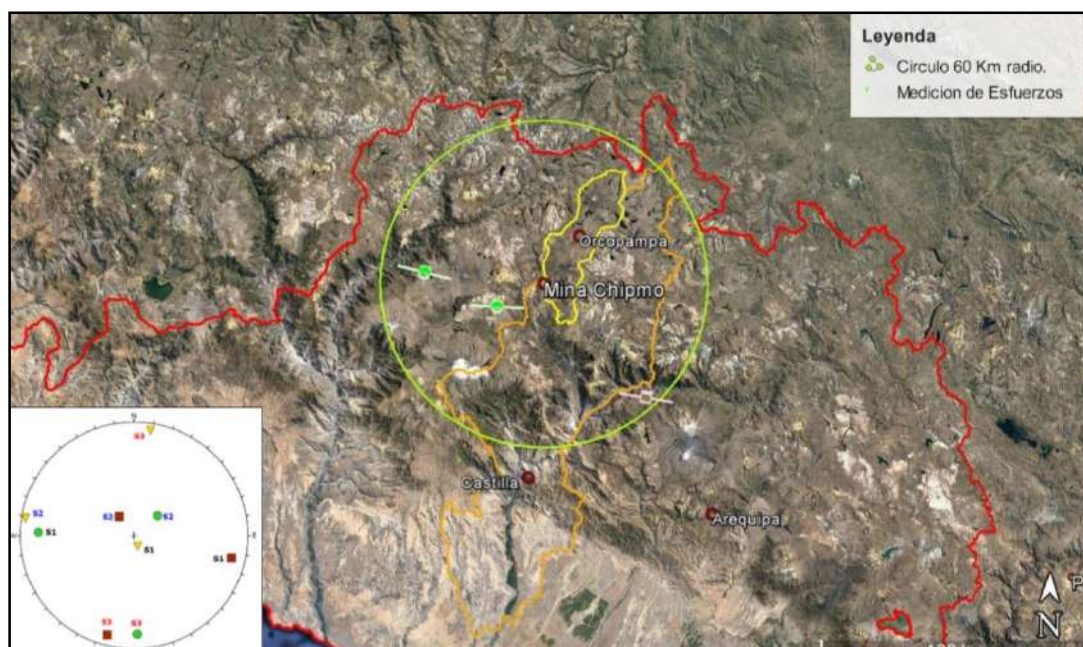 Leyenda
Circulo 60 Km radio.
Medicion de Esfuerzos
Orcopampa
Mina Chipmo
Castilla
Arequipa
N
N
S3
S2
S1
S2
S2
S1
S1
S3
S3
E